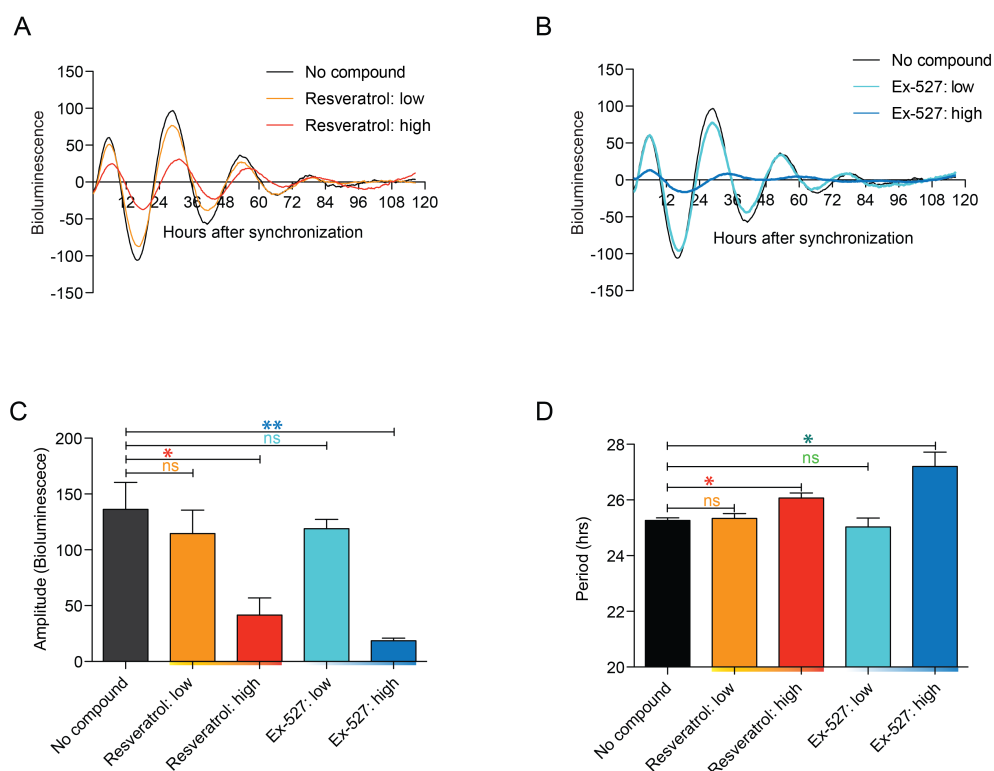 A
150
100
50
0
-50
-100
-150
Bioluminescence
12 24 36 48 60 72 84 96 108 120
Hours after synchronization
No compound
Resveratrol: low
Resveratrol: high
B
150
100
50
0
-50
-100
-150
Bioluminescence
12 24 36 48 60 72 84 96 108 120
Hours after synchronization
No compound
Ex-527: low
Ex-527: high
C
200
150
100
50
0
Amplitude (Bioluminescece)
**
ns
*
ns
No compound
Resveratrol: low
Resveratrol: high
Ex-527: low
Ex-527: high
D
28
26
24
22
20
Period (hrs)
*
ns
*
ns
No compound
Resveratrol: low
Resveratrol: high
Ex-527: low
Ex-527: high